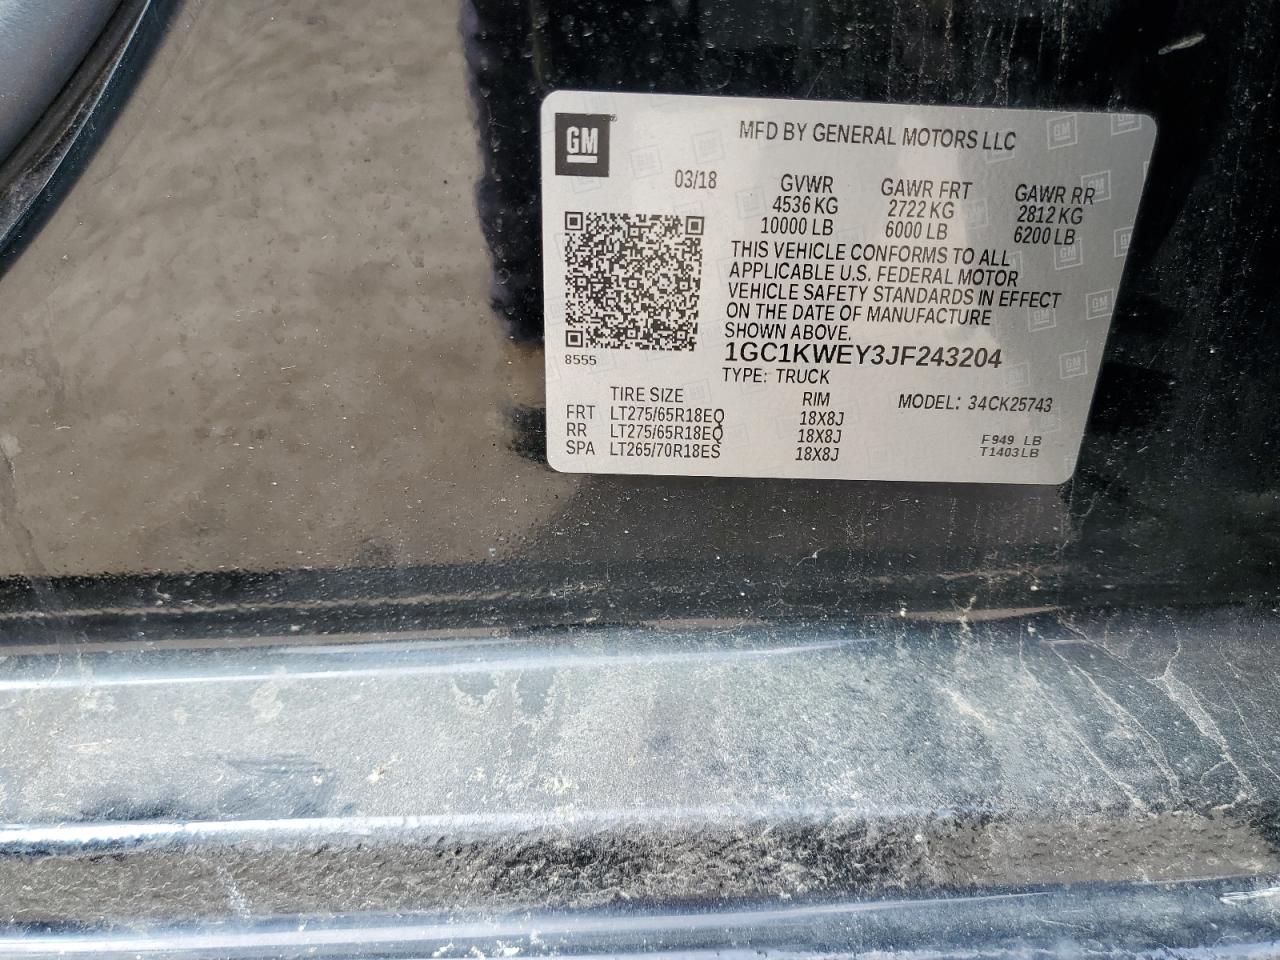 GM
MFD BY GENERAL MOTORS LLC
03/18 GVWR GAWR FRT GAWR RR
4536 KG 2722 KG 2812 KG
10000 LB 6000 LB 6200 LB
THIS VEHICLE CONFORMS TO ALL
APPLICABLE U.S. FEDERAL MOTOR
VEHICLE SAFETY STANDARDS IN EFFECT
ON THE DATE OF MANUFACTURE
SHOWN ABOVE.
8555
1GC1KWEY3JF243204
TYPE: TRUCK
TIRE SIZE RIM MODEL: 34CK25743
FRT LT275/65R18EQ 18X8J
RR LT275/65R18EQ 18X8J
SPA LT265/70R18ES 18X8J
F949 LB
T1403LB